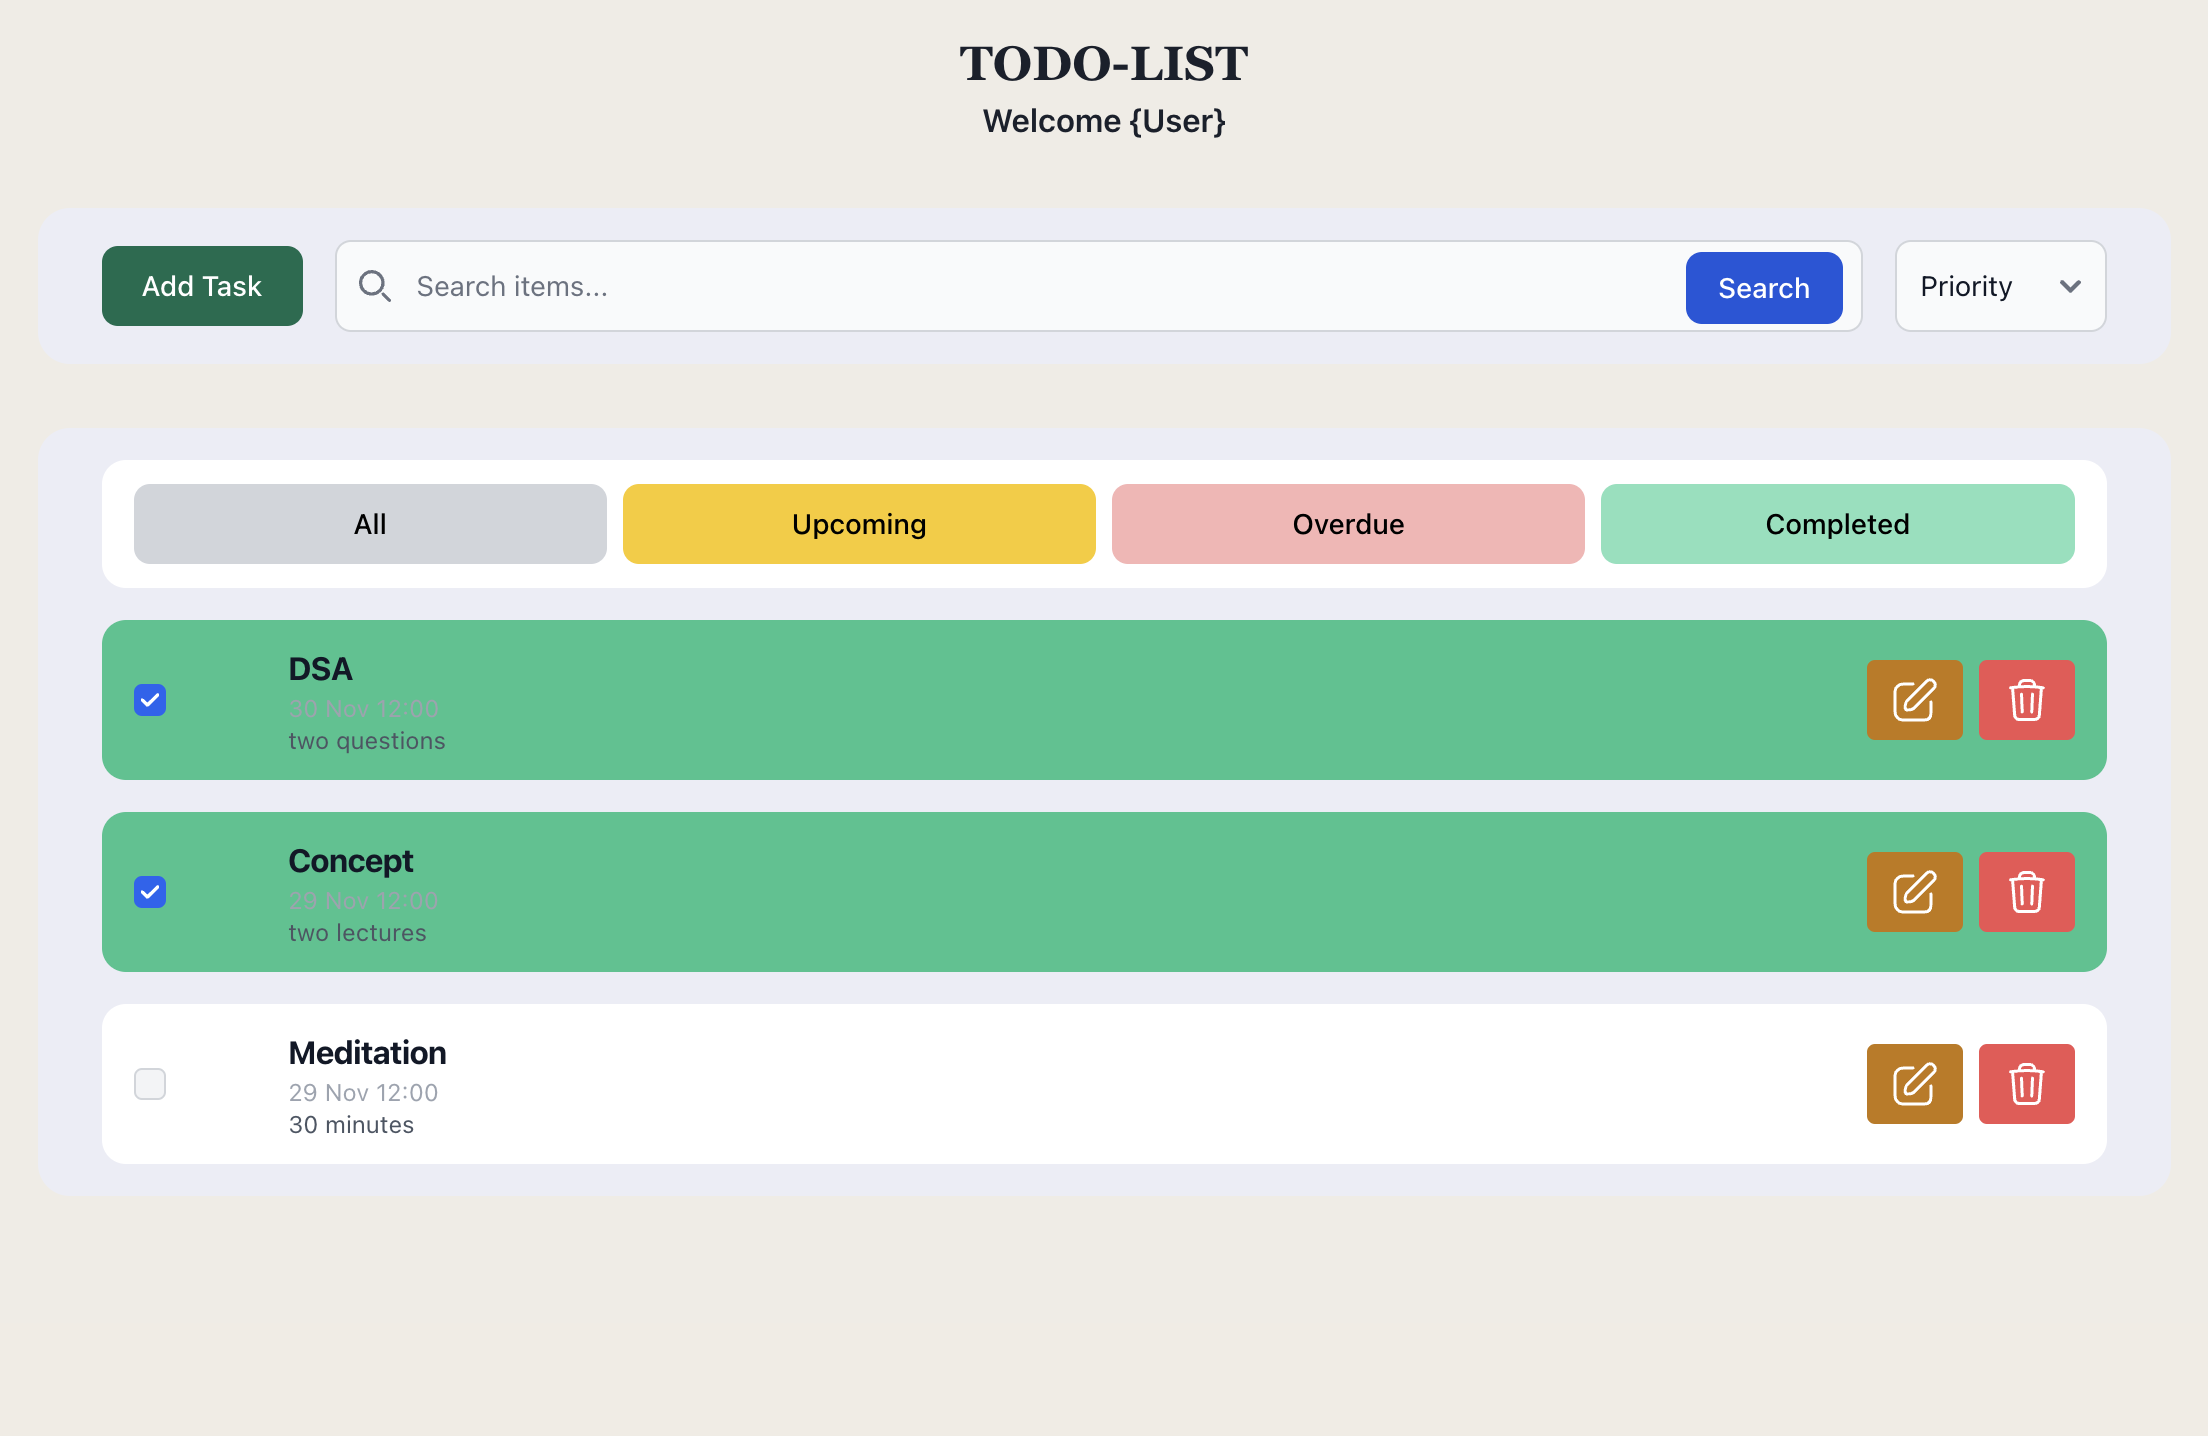 TODO-LIST
Welcome {User}
Add Task
Search items...
Search
Priority
All
Upcoming
Overdue
Completed
DSA
30 Nov 12:00
two questions
Concept
29 Nov 12:00
two lectures
Meditation
29 Nov 12:00
30 minutes